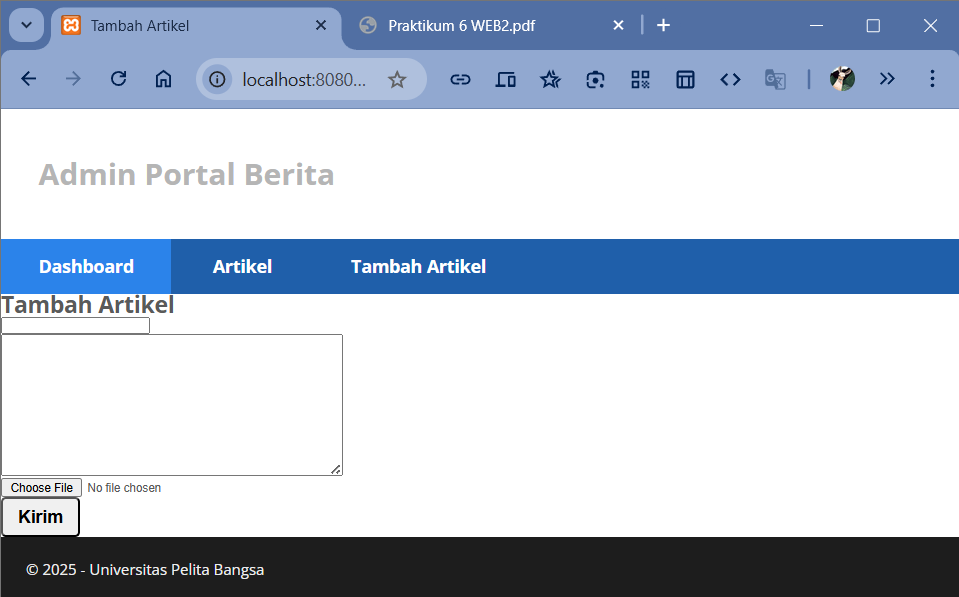 Tambah Artikel
Praktikum 6 WEB2.pdf
localhost:8080...
Admin Portal Berita
Dashboard
Artikel
Tambah Artikel
Tambah Artikel
Choose File No file chosen
Kirim
© 2025 - Universitas Pelita Bangsa